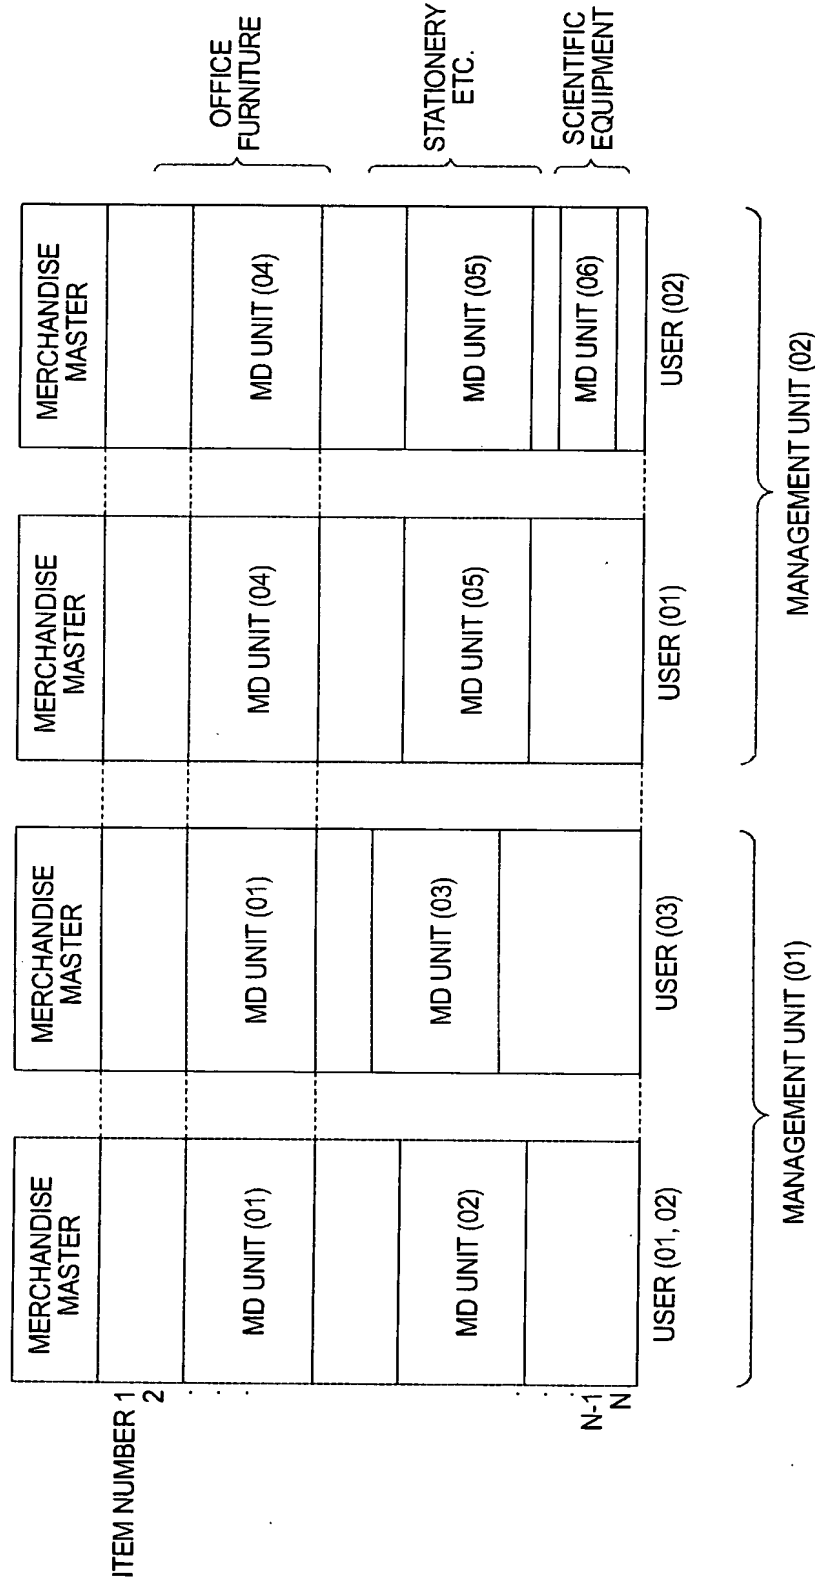 MERCHANDISE
MASTER
MERCHANDISE
MASTER
MERCHANDISE
MASTER
MERCHANDISE
MASTER
ITEM NUMBER 1
2
MD UNIT (01)
MD UNIT (01)
MD UNIT (04)
MD UNIT (04)
OFFICE
FURNITURE
MD UNIT (02)
MD UNIT (03)
MD UNIT (05)
MD UNIT (05)
STATIONERY
ETC.
N-1
N
MD UNIT (06)
SCIENTIFIC
EQUIPMENT
USER (01, 02)
USER (03)
USER (01)
USER (02)
MANAGEMENT UNIT (01)
MANAGEMENT UNIT (02)